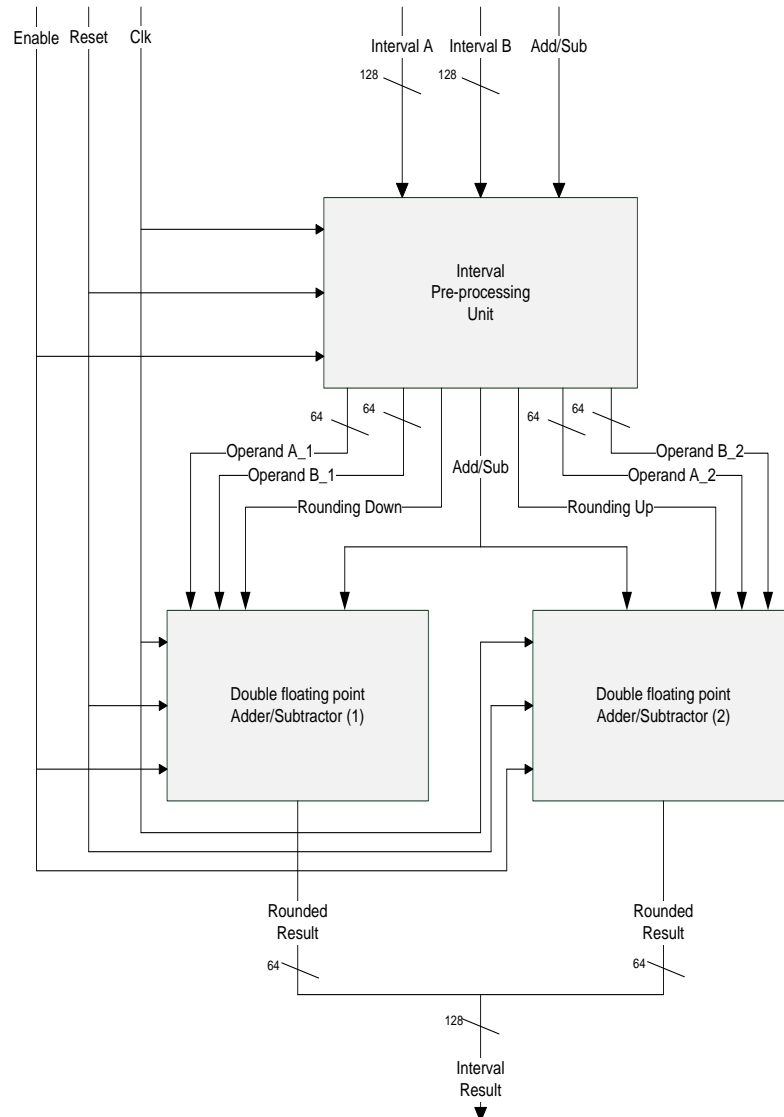 Enable
Reset
Clk
Interval A
Interval B
Add/Sub
128
128
Interval
Pre-processing
Unit
64
64
64
64
Operand A_1
Operand B_2
Operand B_1
Add/Sub
Operand A_2
Rounding Down
Rounding Up
Double floating point
Adder/Subtractor (1)
Double floating point
Adder/Subtractor (2)
Rounded
Result
Rounded
Result
64
64
128
Interval
Result